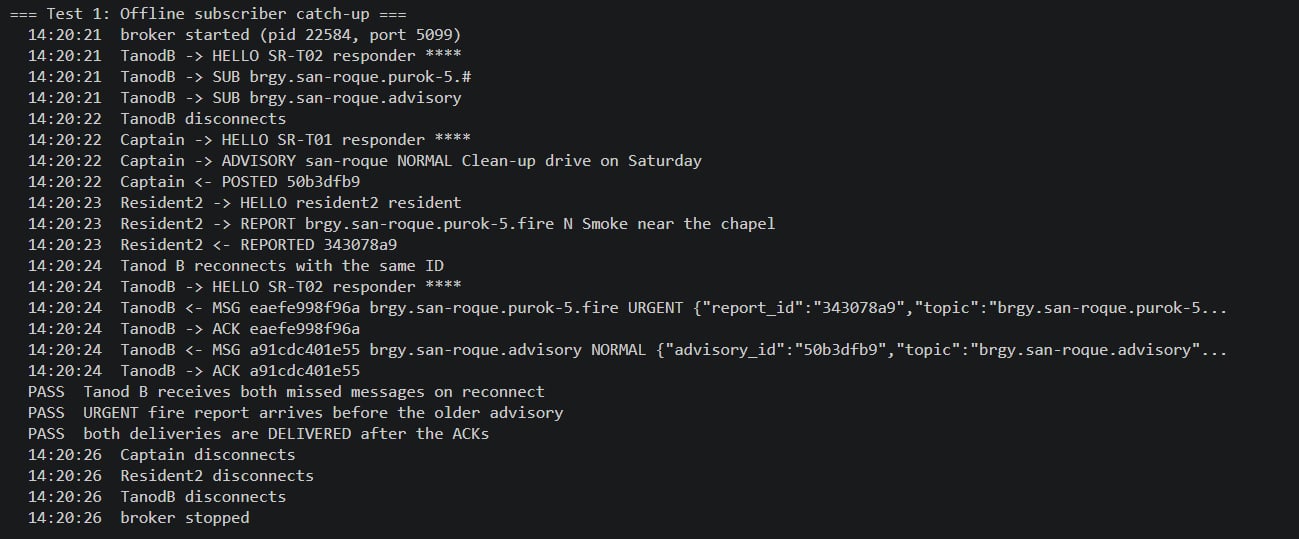 === Test 1: Offline subscriber catch-up ===
14:20:21  broker started (pid 22584, port 5099)
14:20:21  TanodB -> HELLO SR-T02 responder ****
14:20:21  TanodB -> SUB brgy.san-roque.purok-5.#
14:20:21  TanodB -> SUB brgy.san-roque.advisory
14:20:22  TanodB disconnects
14:20:22  Captain -> HELLO SR-T01 responder ****
14:20:22  Captain -> ADVISORY san-roque NORMAL Clean-up drive on Saturday
14:20:22  Captain <- POSTED 50b3dfb9
14:20:23  Resident2 -> HELLO resident2 resident
14:20:23  Resident2 -> REPORT brgy.san-roque.purok-5.fire N Smoke near the chapel
14:20:23  Resident2 <- REPORTED 343078a9
14:20:24  Tanod B reconnects with the same ID
14:20:24  TanodB -> HELLO SR-T02 responder ****
14:20:24  TanodB <- MSG eaefe998f96a brgy.san-roque.purok-5.fire URGENT {"report_id":"343078a9","topic":"brgy.san-roque.purok-5...
14:20:24  TanodB -> ACK eaefe998f96a
14:20:24  TanodB <- MSG a91cdc401e55 brgy.san-roque.advisory NORMAL {"advisory_id":"50b3dfb9","topic":"brgy.san-roque.advisory"...
14:20:24  TanodB -> ACK a91cdc401e55
PASS  Tanod B receives both missed messages on reconnect
PASS  URGENT fire report arrives before the older advisory
PASS  both deliveries are DELIVERED after the ACKs
14:20:26  Captain disconnects
14:20:26  Resident2 disconnects
14:20:26  TanodB disconnects
14:20:26  broker stopped